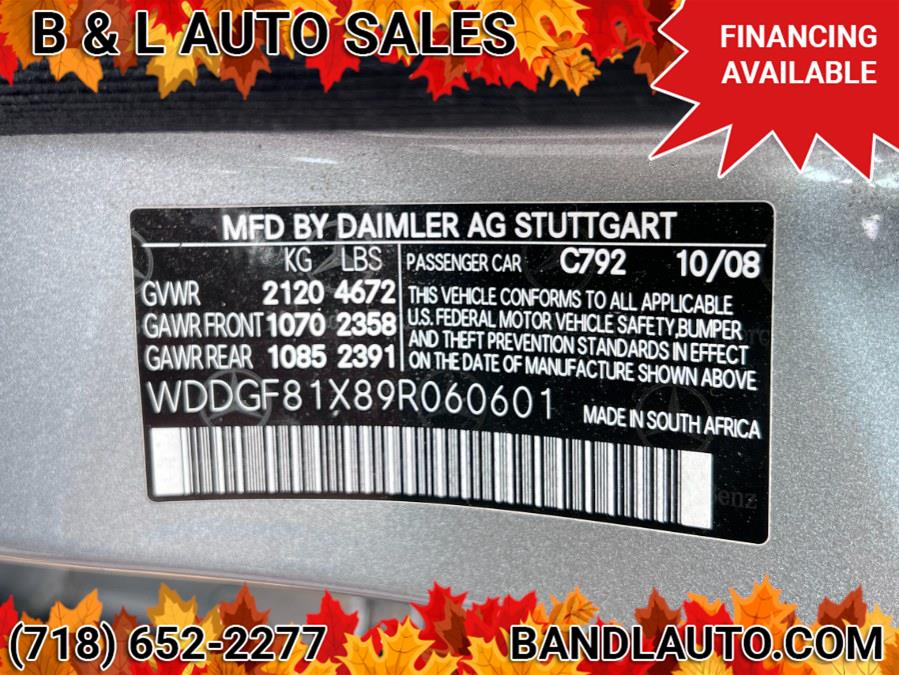 B & L AUTO SALES
FINANCING
AVAILABLE
MFD BY DAIMLER AG STUTTGART
KG LBS
PASSENGER CAR C792 10/08
GVWR 2120 4672
GAWR FRONT 1070 2358
GAWR REAR 1085 2391
THIS VEHICLE CONFORMS TO ALL APPLICABLE
U.S. FEDERAL MOTOR VEHICLE SAFETY, BUMPER
AND THEFT PREVENTION STANDARDS IN EFFECT
ON THE DATE OF MANUFACTURE SHOWN ABOVE
WDDGF81X89R060601
MADE IN SOUTH AFRICA
(718) 652-2277
BANDLAUTO.COM